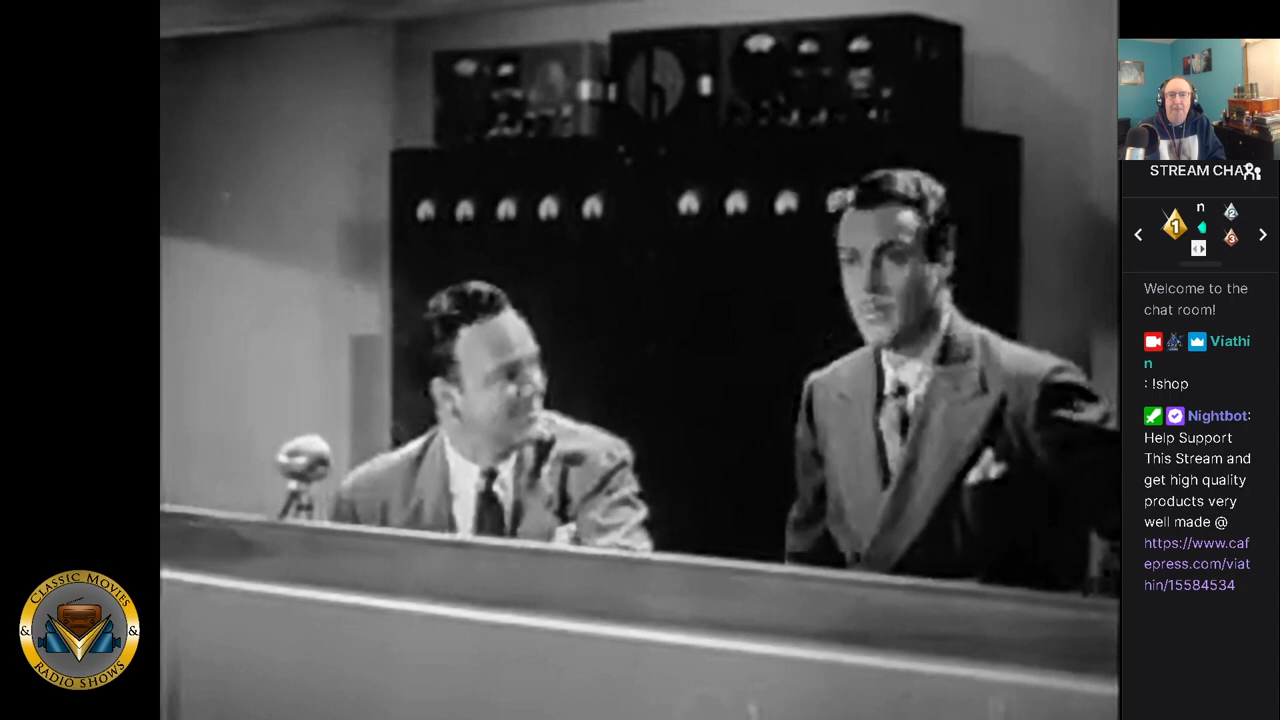 STREAM CHA
n
1
2
3
Welcome to the
chat room!
Viathi
n
: !shop
Nightbot:
Help Support
This Stream and
get high quality
products very
well made @
https://www.caf
epress.com/viat
hin/15584534
CLASSIC MOVIES
& &
RADIO SHOWS